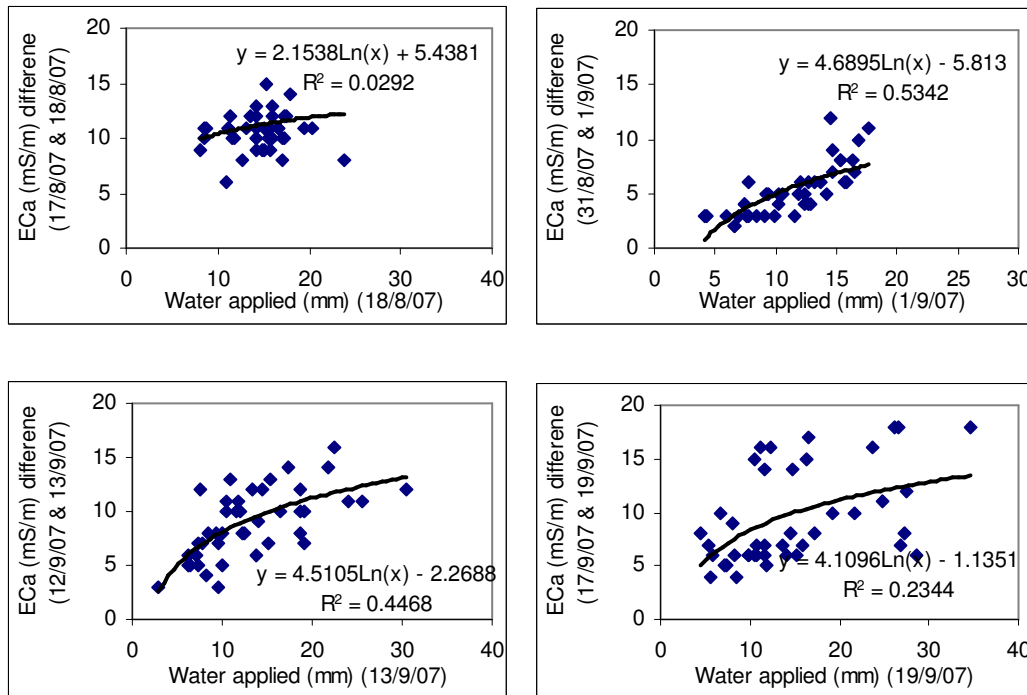 ECa (mS/m) differene
(17/8/07 & 18/8/07)
20
15
10
5
0
y = 2.1538Ln(x) + 5.4381
R² = 0.0292
0 10 20 30 40
Water applied (mm) (18/8/07)
ECa (mS/m) differene
(31/8/07 & 1/9/07)
20
15
10
5
0
y = 4.6895Ln(x) - 5.813
R² = 0.5342
0 5 10 15 20 25 30
Water applied (mm) (1/9/07)
ECa (mS/m) differene
(12/9/07 & 13/9/07)
20
15
10
5
0
y = 4.5105Ln(x) - 2.2688
R² = 0.4468
0 10 20 30 40
Water applied (mm) (13/9/07)
ECa (mS/m) differene
(17/9/07 & 19/9/07)
20
15
10
5
0
y = 4.1096Ln(x) - 1.1351
R² = 0.2344
0 10 20 30 40
Water applied (mm) (19/9/07)